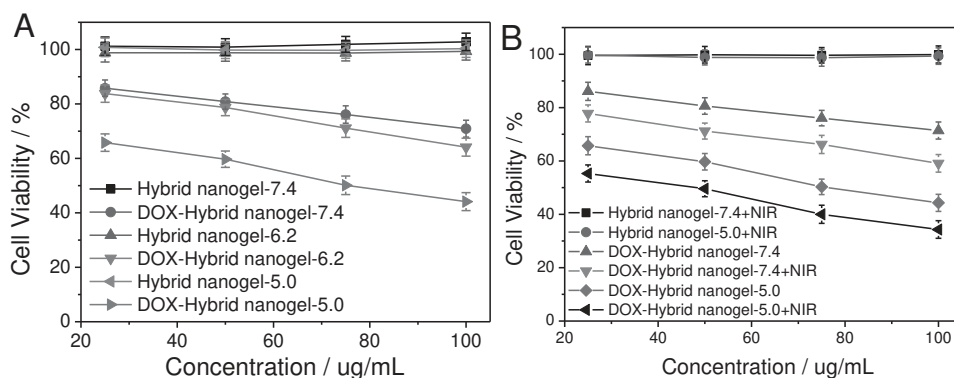 A
Cell Viability / %
100
80
60
40
20
0
Hybrid nanogel-7.4
DOX-Hybrid nanogel-7.4
Hybrid nanogel-6.2
DOX-Hybrid nanogel-6.2
Hybrid nanogel-5.0
DOX-Hybrid nanogel-5.0
20 40 60 80 100
Concentration / ug/mL
B
Cell Viability / %
100
80
60
40
20
0
Hybrid nanogel-7.4+NIR
Hybrid nanogel-5.0+NIR
DOX-Hybrid nanogel-7.4
DOX-Hybrid nanogel-7.4+NIR
DOX-Hybrid nanogel-5.0
DOX-Hybrid nanogel-5.0+NIR
20 40 60 80 100
Concentration / ug/mL